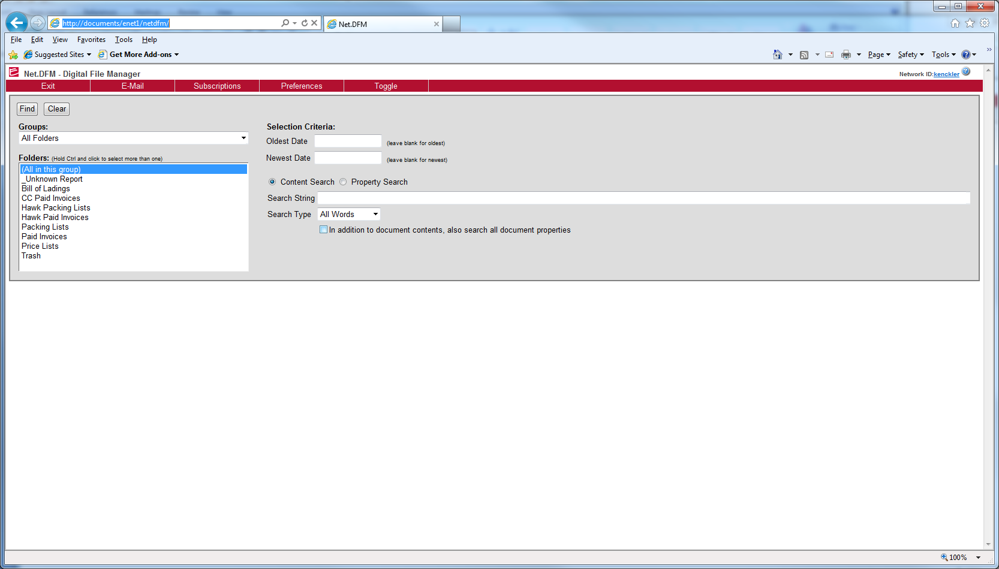 http://documents/enet1/netdfm/
Net.DFM
File Edit View Favorites Tools Help
Suggested Sites Get More Add-ons Page Safety Tools
Net.DFM - Digital File Manager
Network ID:kenckler
Exit E-Mail Subscriptions Preferences Toggle
Find Clear
Groups:
All Folders
Folders: (Hold Ctrl and click to select more than one)
(All in this group)
_Unknown Report
Bill of Ladings
CC Paid Invoices
Hawk Packing Lists
Hawk Paid Invoices
Packing Lists
Paid Invoices
Price Lists
Trash
Selection Criteria:
Oldest Date (leave blank for oldest)
Newest Date (leave blank for newest)
Content Search Property Search
Search String
Search Type All Words
In addition to document contents, also search all document properties
100%